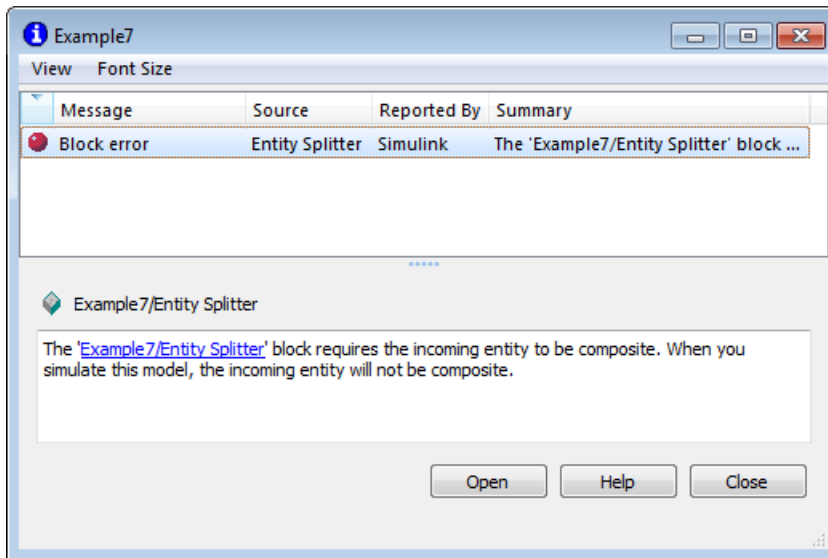 Example7
View Font Size
Message Source Reported By Summary
Block error Entity Splitter Simulink The 'Example7/Entity Splitter' block ...
Example7/Entity Splitter
The 'Example7/Entity Splitter' block requires the incoming entity to be composite. When you
simulate this model, the incoming entity will not be composite.
Open Help Close